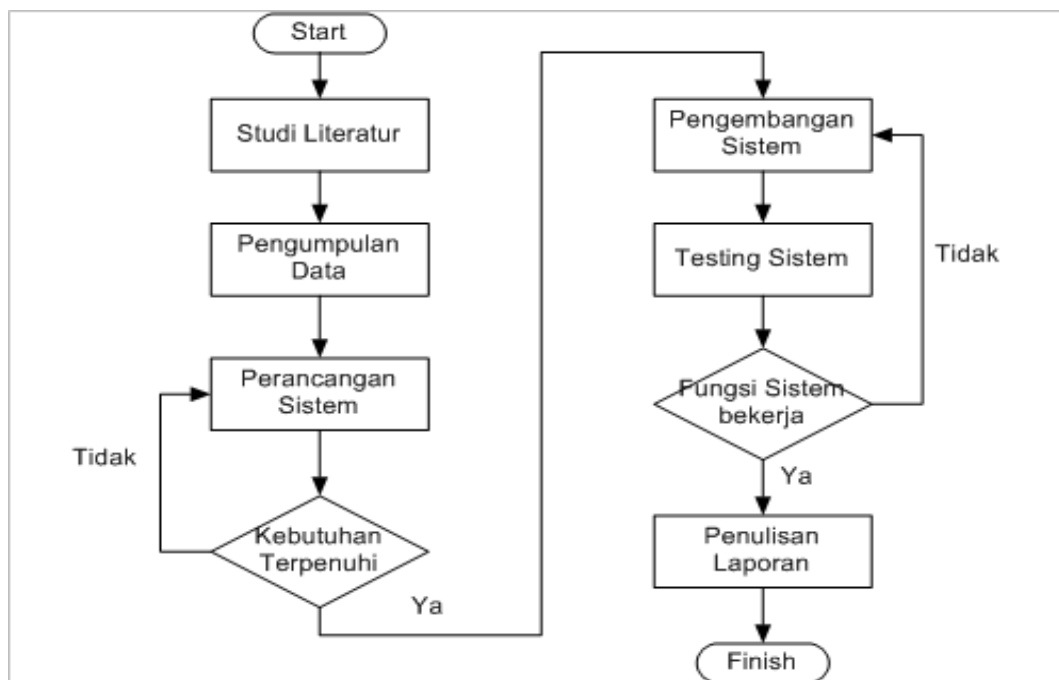 Start
Studi Literatur
Pengumpulan
Data
Perancangan
Sistem
Tidak
Kebutuhan
Terpenuhi
Ya
Pengembangan
Sistem
Testing Sistem
Tidak
Fungsi Sistem
bekerja
Ya
Penulisan
Laporan
Finish